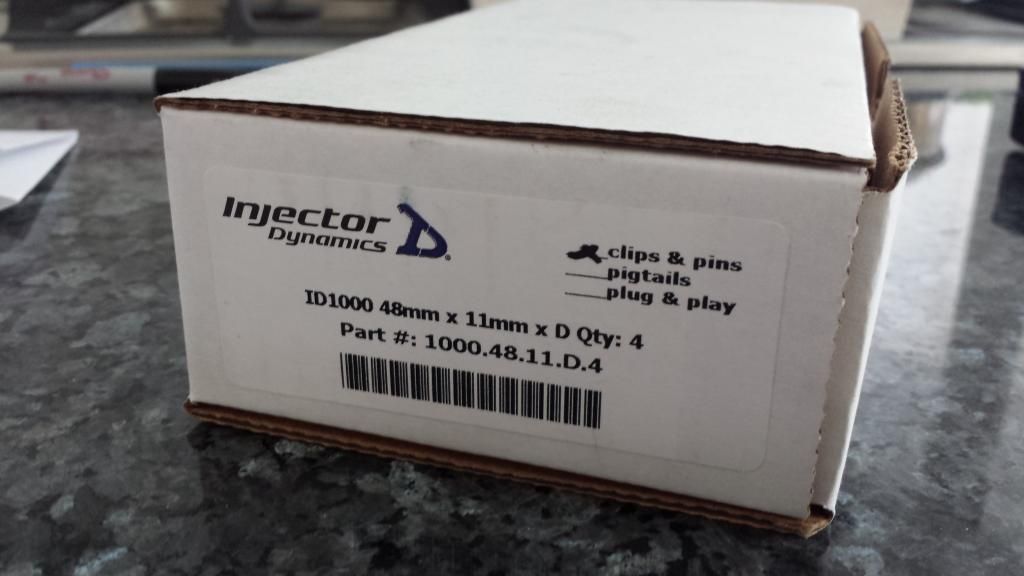 Injector
Dynamics
D®
clips & pins
pigtails
plug & play
ID1000 48mm x 11mm x D Qty: 4
Part #: 1000.48.11.D.4